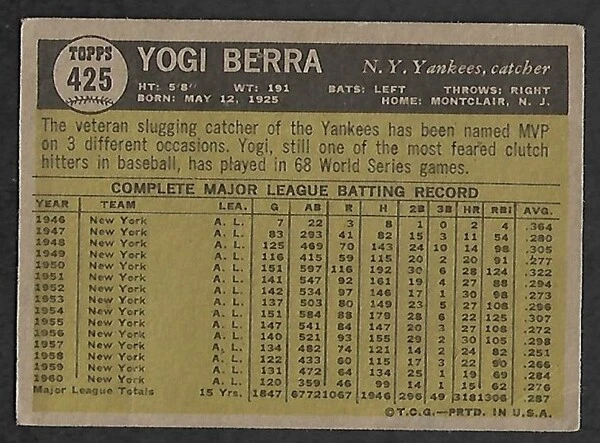 TOPPS
425
YOGI BERRA
N. Y. Yankees, catcher
HT: 5'8" WT: 191 BATS: LEFT THROWS: RIGHT
BORN: MAY 12, 1925 HOME: MONTCLAIR, N. J.
The veteran slugging catcher of the Yankees has been named MVP
on 3 different occasions. Yogi, still one of the most feared clutch
hitters in baseball, has played in 68 World Series games.
COMPLETE MAJOR LEAGUE BATTING RECORD
YEAR TEAM LEA. G AB R H 2B 3B HR RBI AVG.
1946 New York A. L. 7 22 3 8 1 0 2 4 .364
1947 New York A. L. 83 293 41 82 15 3 11 54 .280
1948 New York A. L. 125 469 70 143 24 10 14 98 .305
1949 New York A. L. 116 415 59 115 20 2 20 91 .277
1950 New York A. L. 151 597 116 192 30 6 28 124 .322
1951 New York A. L. 141 547 92 161 19 4 27 88 .294
1952 New York A. L. 142 534 97 146 17 1 30 98 .273
1953 New York A. L. 137 503 80 149 23 5 27 108 .296
1954 New York A. L. 151 584 88 179 28 6 22 125 .307
1955 New York A. L. 147 541 84 147 20 3 27 108 .272
1956 New York A. L. 140 521 93 155 29 2 30 105 .298
1957 New York A. L. 134 482 74 121 14 2 24 82 .251
1958 New York A. L. 122 433 60 115 17 3 22 90 .266
1959 New York A. L. 131 472 64 134 25 1 19 69 .284
1960 New York A. L. 120 359 46 99 14 1 15 62 .276
Major League Totals 15 Yrs. 1847 6772 1067 1946 296 49 318 1306 .287
©T.C.G.—PRTD. IN U.S.A.